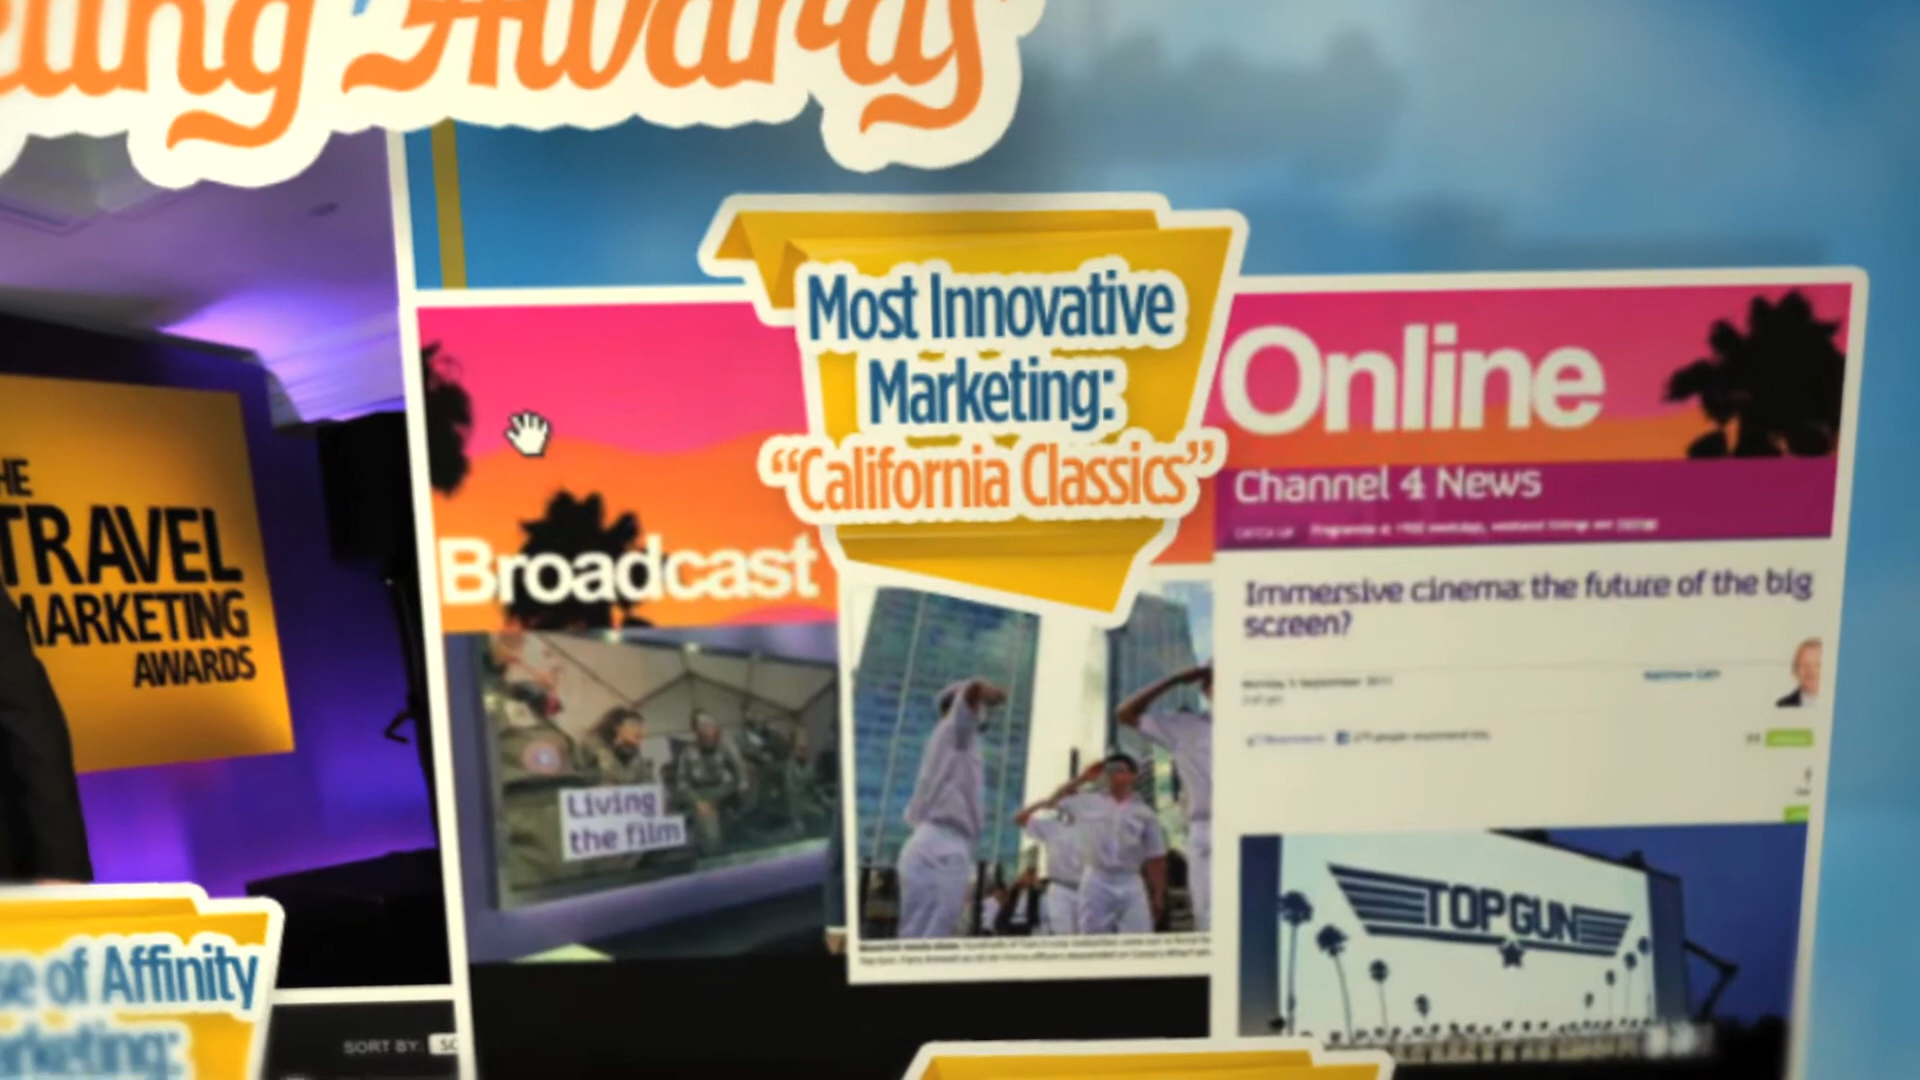 Awards
Most Innovative
Marketing:
"California Classics"
Online
Channel 4 News
Broadcast
TRAVEL
MARKETING
AWARDS
Immersive cinema: the future of the big
screen?
Living
the film
TOP GUN
of Affinity
SORT BY: